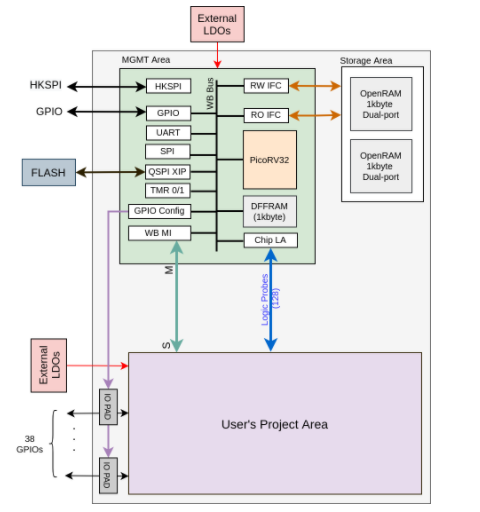 External
LDOs
MGMT Area
Storage Area
HKSPI
HKSPI
WB Bus
RW IFC
OpenRAM
1kbyte
Dual-port
GPIO
GPIO
RO IFC
UART
SPI
PicoRV32
OpenRAM
1kbyte
Dual-port
FLASH
QSPI XIP
TMR 0/1
GPIO Config
DFFRAM
(1kbyte)
WB MI
Chip LA
M
Logic Probes
(128)
S
External
LDOs
IO PAD
User's Project Area
38
GPIOs
IO PAD